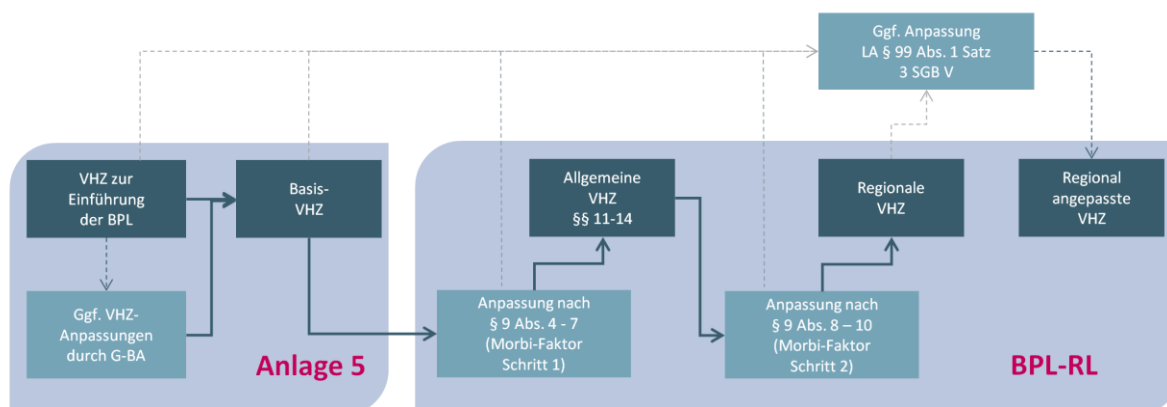 Ggf. Anpassung
LA § 99 Abs. 1 Satz
3 SGB V
VHZ zur
Einführung
der BPL
Basis-
VHZ
Allgemeine
VHZ
§§ 11-14
Regionale
VHZ
Regional
angepasste
VHZ
Ggf. VHZ-
Anpassungen
durch G-BA
Anpassung nach
§ 9 Abs. 4 - 7
(Morbi-Faktor
Schritt 1)
Anpassung nach
§ 9 Abs. 8 – 10
(Morbi-Faktor
Schritt 2)
Anlage 5
BPL-RL